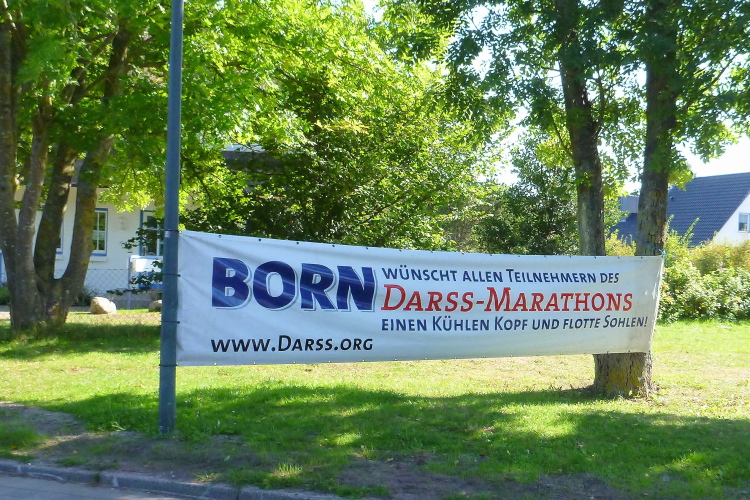 BORN WÜNSCHT ALLEN TEILNEHMERN DES
DARSS-MARATHONS
EINEN KÜHLEN KOPF UND FLOTTE SOHLEN!
WWW.DARSS.ORG